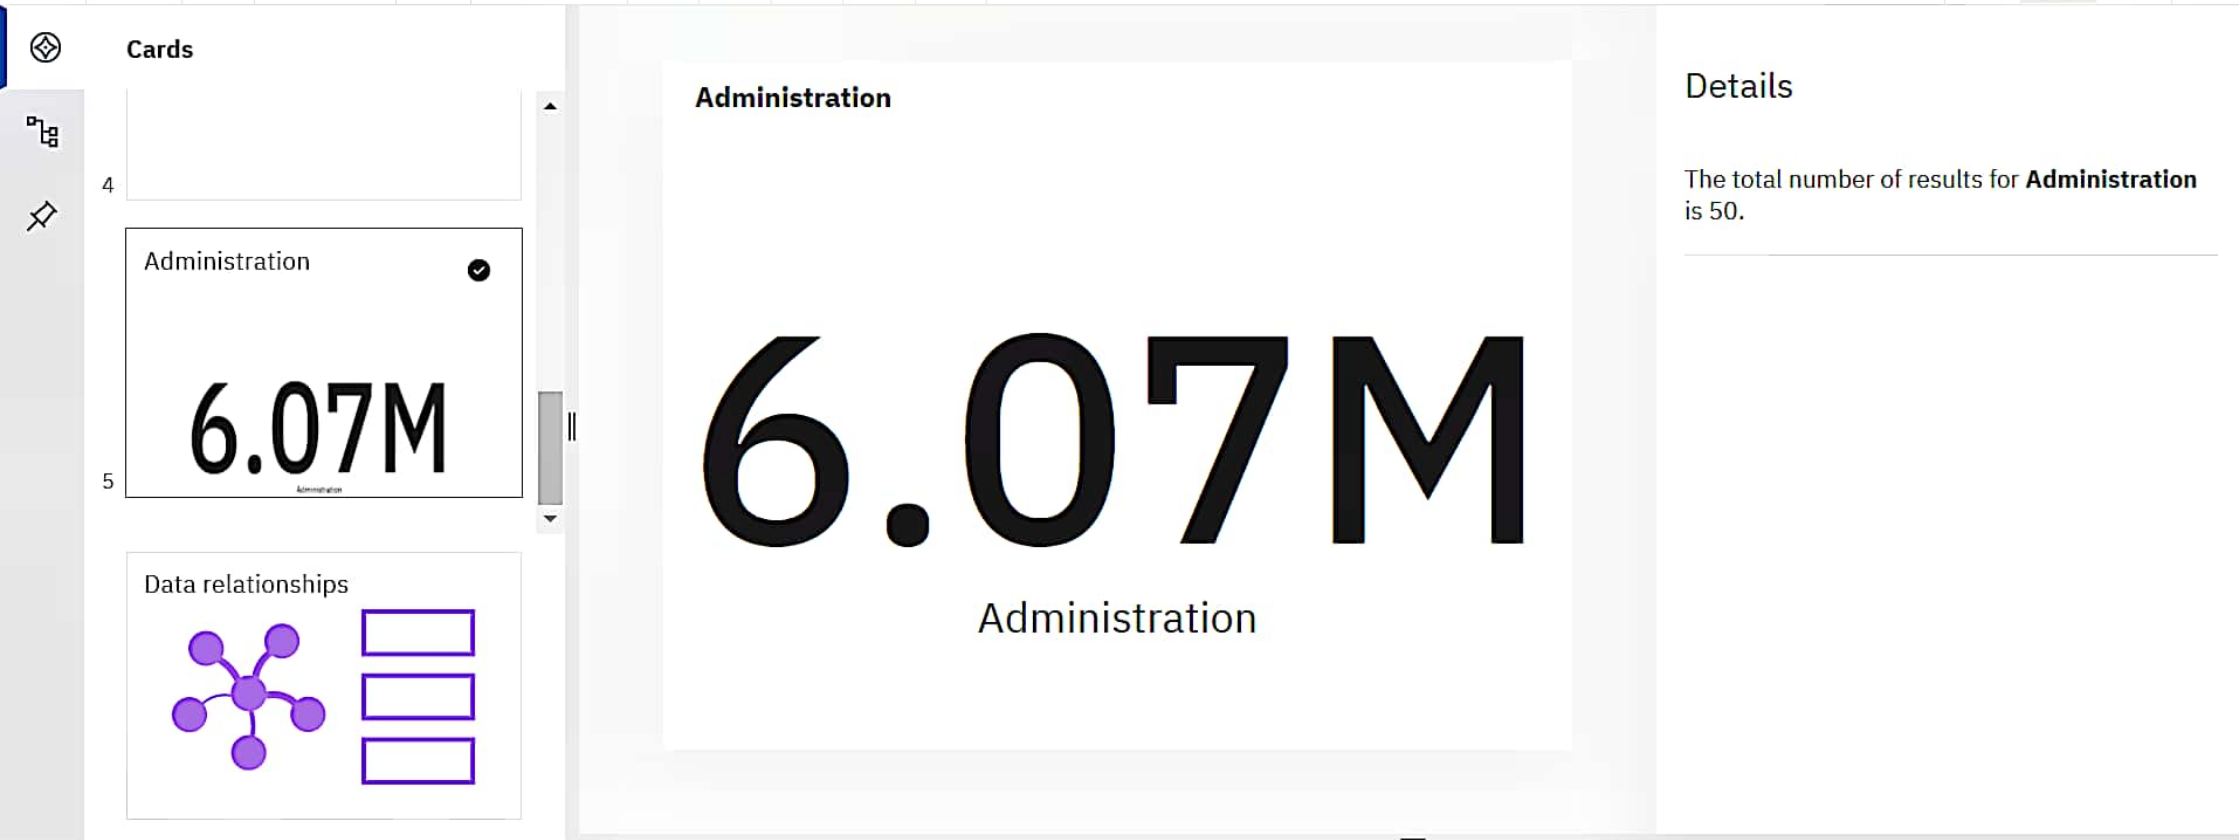 Cards
4
Administration
6.07M
Administration
5
Data relationships
Administration
6.07M
Administration
Details
The total number of results for Administration
is 50.